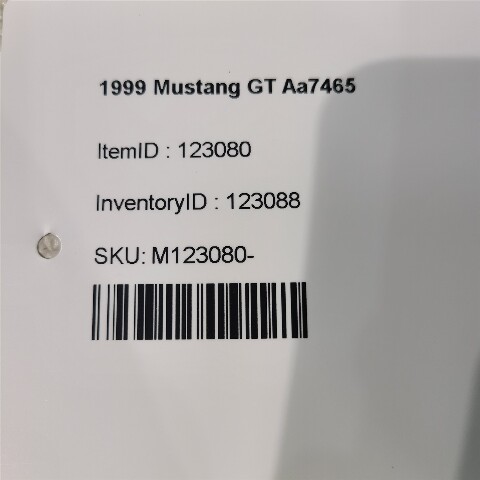 1999 Mustang GT Aa7465
ItemID : 123080
InventoryID : 123088
SKU: M123080-